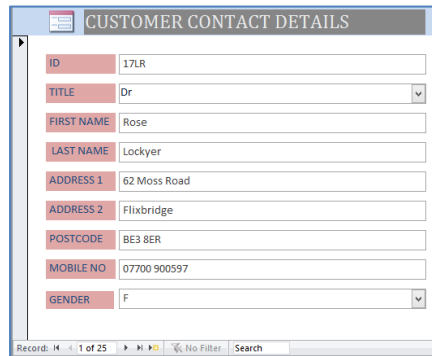 CUSTOMER CONTACT DETAILS
ID 17LR
TITLE Dr
FIRST NAME Rose
LAST NAME Lockyer
ADDRESS 1 62 Moss Road
ADDRESS 2 Flixbridge
POSTCODE BE3 8ER
MOBILE NO 07700 900597
GENDER F
Record: 1 of 25 No Filter Search